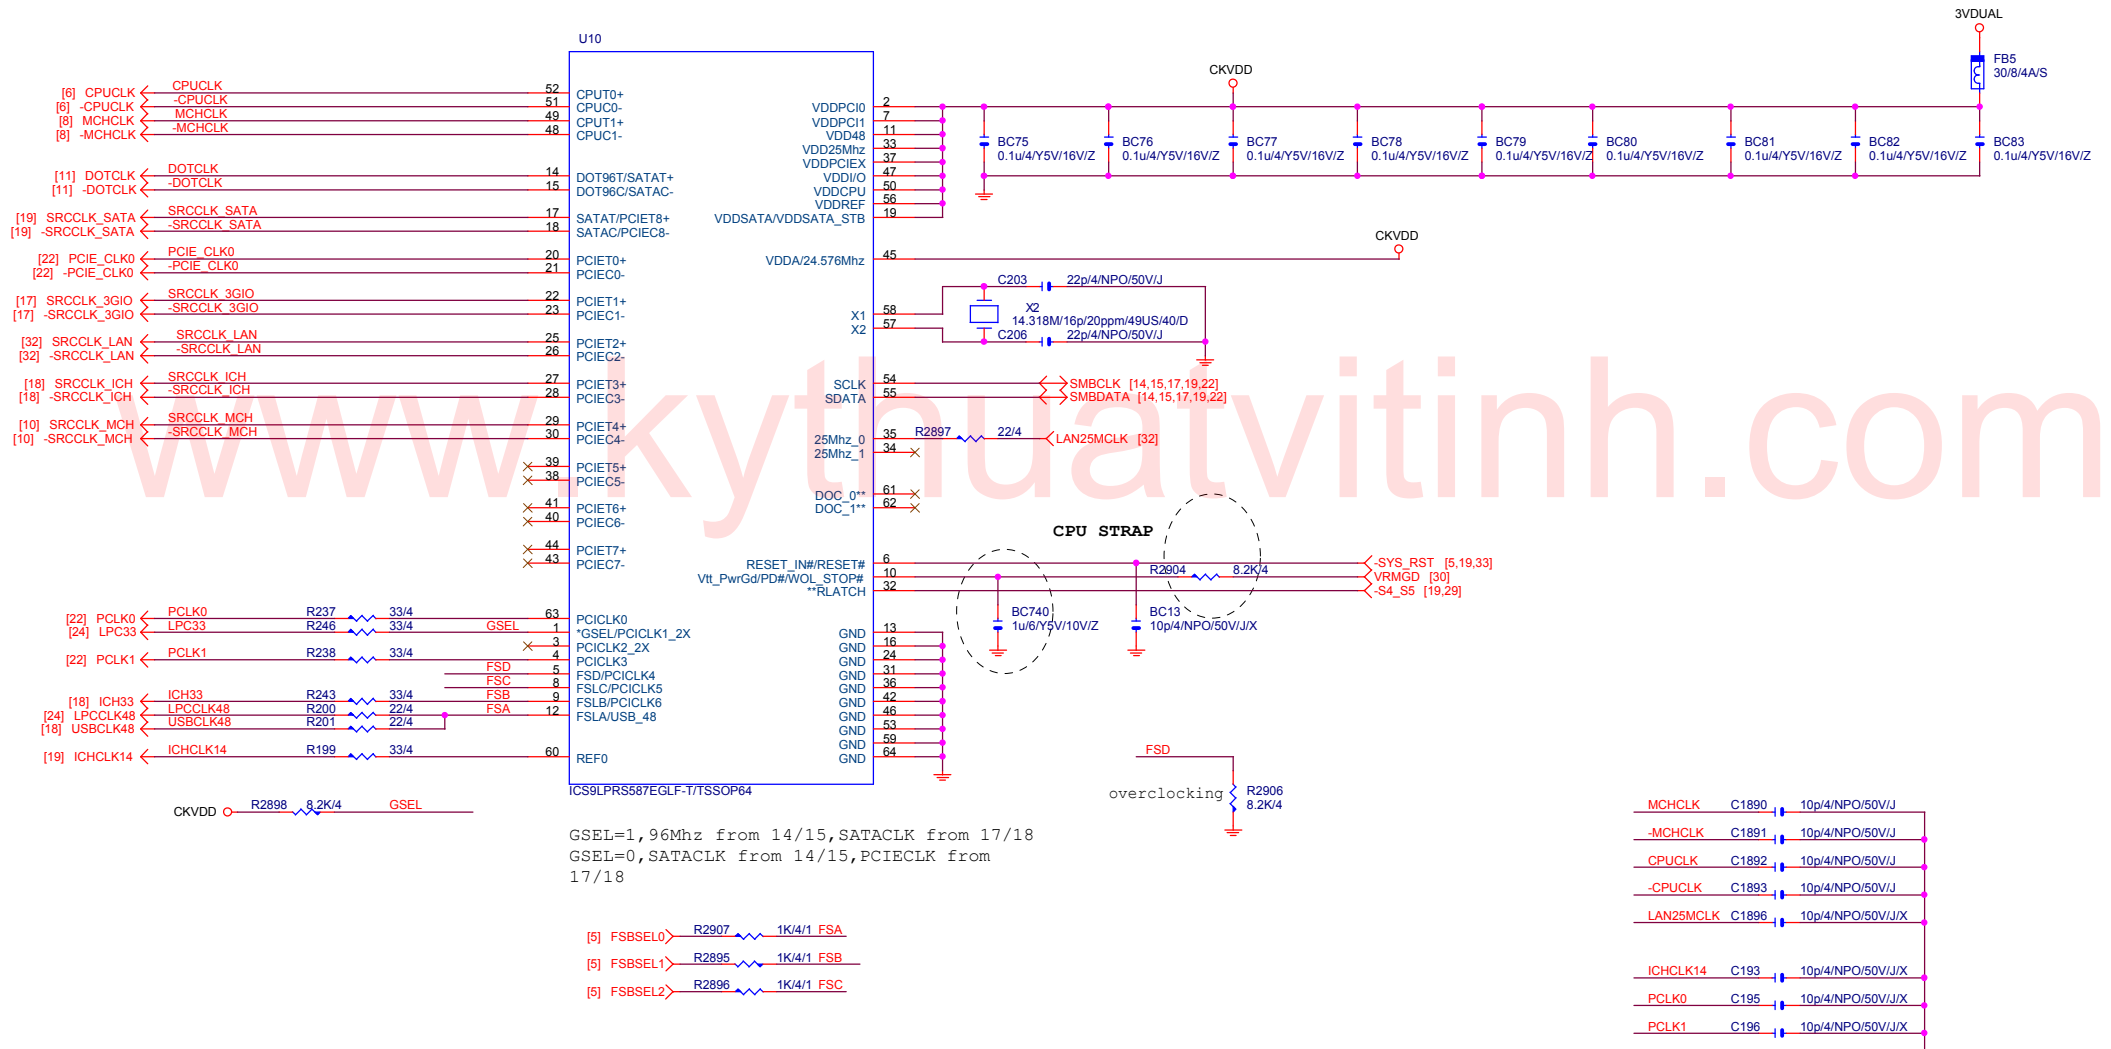 3VDUAL
FB5
30/8/4A/S
U10
CKVDD
[6] CPUCLK CPUCLK 52 CPUT0+
[6] -CPUCLK -CPUCLK 51 CPUC0-
[8] MCHCLK MCHCLK 49 CPUT1+
[8] -MCHCLK -MCHCLK 48 CPUC1-
[11] DOTCLK DOTCLK 14 DOT96T/SATAT+
[11] -DOTCLK -DOTCLK 15 DOT96C/SATAC-
[19] SRCCLK_SATA SRCCLK_SATA 17 SATAT/PCIET8+
[19] -SRCCLK_SATA -SRCCLK_SATA 18 SATAC/PCIEC8-
[22] PCIE_CLK0 PCIE_CLK0 20 PCIET0+
[22] -PCIE_CLK0 -PCIE_CLK0 21 PCIEC0-
[17] SRCCLK_3GIO SRCCLK_3GIO 22 PCIET1+
[17] -SRCCLK_3GIO -SRCCLK_3GIO 23 PCIEC1-
[32] SRCCLK_LAN SRCCLK_LAN 25 PCIET2+
[32] -SRCCLK_LAN -SRCCLK_LAN 26 PCIEC2-
[18] SRCCLK_ICH SRCCLK_ICH 27 PCIET3+
[18] -SRCCLK_ICH -SRCCLK_ICH 28 PCIEC3-
[10] SRCCLK_MCH SRCCLK_MCH 29 PCIET4+
[10] -SRCCLK_MCH -SRCCLK_MCH 30 PCIEC4-
39 PCIET5+
38 PCIEC5-
41 PCIET6+
40 PCIEC6-
44 PCIET7+
43 PCIEC7-
[22] PCLK0 PCLK0 R237 33/4 63 PCICLK0
[24] LPC33 LPC33 R246 33/4 GSEL 1 *GSEL/PCICLK1_2X
3 PCICLK2_2X
[22] PCLK1 PCLK1 R238 33/4 4 PCICLK3
FSD 5 FSD/PCICLK4
FSC 8 FSLC/PCICLK5
[18] ICH33 ICH33 R243 33/4 FSB 9 FSLB/PCICLK6
[24] LPCCLK48 LPCCLK48 R200 22/4 FSA 12 FSLA/USB_48
[18] USBCLK48 USBCLK48 R201 22/4
[19] ICHCLK14 ICHCLK14 R199 33/4 60 REF0
VDDPCI0 2
VDDPCI1 7
VDD48 11
VDD25Mhz 33
VDDPCIEX 37
VDDI/O 47
VDDCPU 50
VDDREF 56
VDDSATA/VDDSATA_STB 19
BC75 BC76 BC77 BC78 BC79 BC80 BC81 BC82 BC83
0.1u/4/Y5V/16V/Z 0.1u/4/Y5V/16V/Z 0.1u/4/Y5V/16V/Z 0.1u/4/Y5V/16V/Z 0.1u/4/Y5V/16V/Z 0.1u/4/Y5V/16V/Z 0.1u/4/Y5V/16V/Z 0.1u/4/Y5V/16V/Z 0.1u/4/Y5V/16V/Z
CKVDD
VDDA/24.576Mhz 45
C203 22p/4/NPO/50V/J
X1 58
X2
14.318M/16p/20ppm/49US/40/D
X2 57
C206 22p/4/NPO/50V/J
SCLK 54 SMBCLK [14,15,17,19,22]
SDATA 55 SMBDATA [14,15,17,19,22]
25Mhz_0 35 R2897 22/4 LAN25MCLK [32]
25Mhz_1 34
www.kythuatvitinh.com
DOC_0** 61
DOC_1** 62
CPU STRAP
RESET_IN#/RESET# 6 -SYS_RST [5,19,33]
Vtt_PwrGd/PD#/WOL_STOP# 10 R2904 8.2K/4 VRMGD [30]
**RLATCH 32 -S4_S5 [19,29]
BC740
1u/6/Y5V/10V/Z
BC13
10p/4/NPO/50V/J/X
GND 13
GND 16
GND 24
GND 31
GND 36
GND 42
GND 46
GND 53
GND 59
GND 64
ICS9LPRS587EGLF-T/TSSOP64
CKVDD R2898 8.2K/4 GSEL
FSD
overclocking
R2906
8.2K/4
GSEL=1,96Mhz from 14/15,SATACLK from 17/18
GSEL=0,SATACLK from 14/15,PCIECLK from
17/18
[5] FSBSEL0 R2907 1K/4/1 FSA
[5] FSBSEL1 R2895 1K/4/1 FSB
[5] FSBSEL2 R2896 1K/4/1 FSC
MCHCLK C1890 10p/4/NPO/50V/J
-MCHCLK C1891 10p/4/NPO/50V/J
CPUCLK C1892 10p/4/NPO/50V/J
-CPUCLK C1893 10p/4/NPO/50V/J
LAN25MCLK C1896 10p/4/NPO/50V/J/X
ICHCLK14 C193 10p/4/NPO/50V/J/X
PCLK0 C195 10p/4/NPO/50V/J/X
PCLK1 C196 10p/4/NPO/50V/J/X